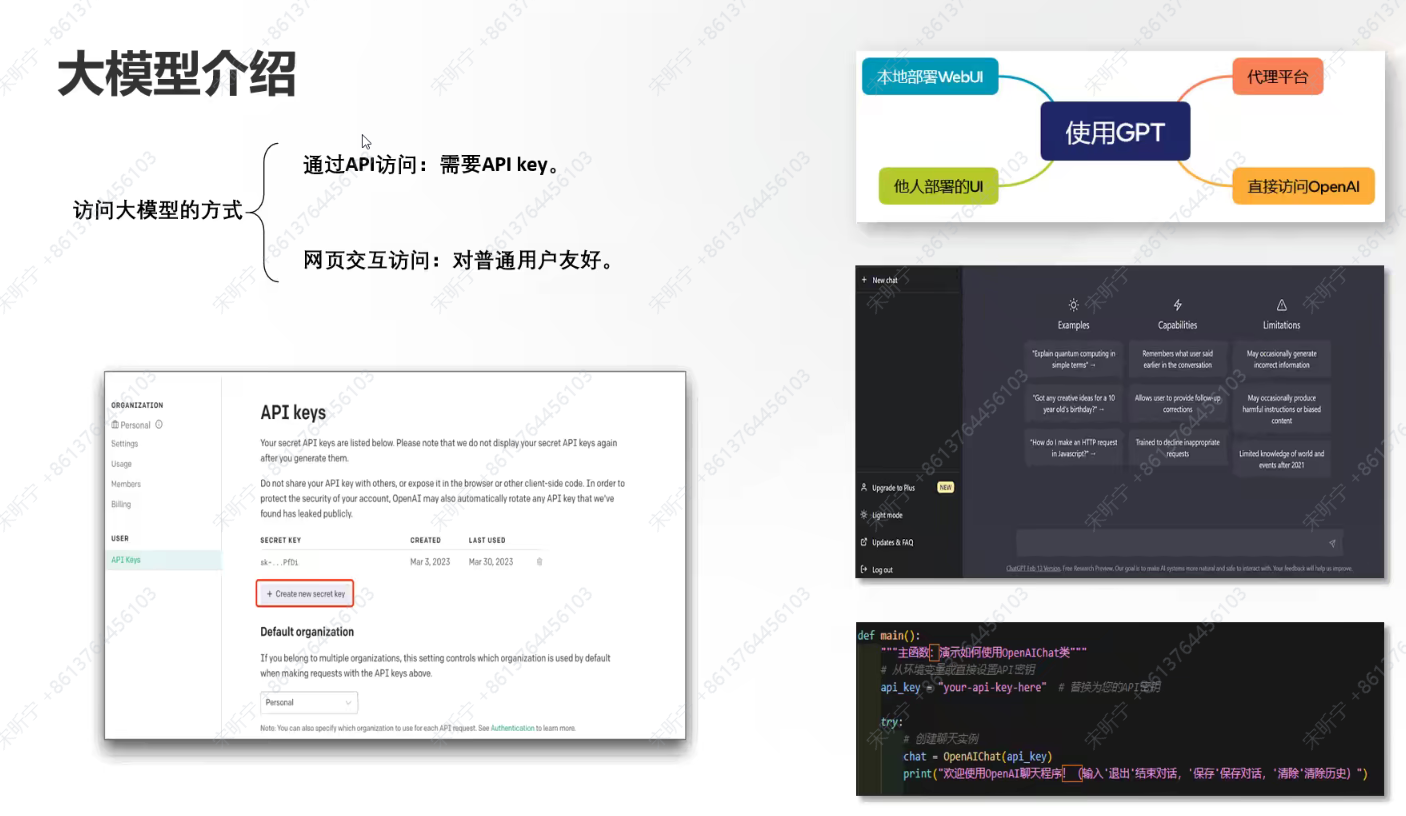 大模型介绍
访问大模型的方式
通过API访问：需要API key。
网页交互访问：对普通用户友好。
本地部署WebUI
代理平台
使用GPT
他人部署的UI
直接访问OpenAI
ORGANIZATION
Personal
Settings
Usage
Members
Billing
USER
API Keys
API keys
Your secret API keys are listed below. Please note that we do not display your secret API keys again
after you generate them.
Do not share your API key with others, or expose it in the browser or other client-side code. In order to
protect the security of your account, OpenAI may also automatically rotate any API key that we've
found has leaked publicly.
SECRET KEY CREATED LAST USED
sk-...PfDi Mar 3, 2023 Mar 30, 2023
+ Create new secret key
Default organization
If you belong to multiple organizations, this setting controls which organization is used by default
when making requests with the API keys above.
Personal
Note: You can also specify which organization to use for each API request. See Authentication to learn more.
+ New chat
Upgrade to Plus NEW
Light mode
Updates & FAQ
Log out
Examples
"Explain quantum computing in
simple terms" →
"Got any creative ideas for a 10
year old's birthday?" →
"How do I make an HTTP request
in Javascript?" →
Capabilities
Remembers what user said
earlier in the conversation
Allows user to provide follow-up
corrections
Trained to decline inappropriate
requests
Limitations
May occasionally generate
incorrect information
May occasionally produce
harmful instructions or biased
content
Limited knowledge of world and
events after 2021
ChatGPT Feb 13 Version. Free Research Preview. Our goal is to make AI systems more natural and safe to interact with. Your feedback will help us improve.
def main():
"""主函数：演示如何使用OpenAIChat类"""
# 从环境变量或直接设置API密钥
api_key = "your-api-key-here" # 替换为您的API密钥
try:
# 创建聊天实例
chat = OpenAIChat(api_key)
print("欢迎使用OpenAI聊天程序！（输入'退出'结束对话，'保存'保存对话，'清除'清除历史）")
宋昕宁 +8613764456103